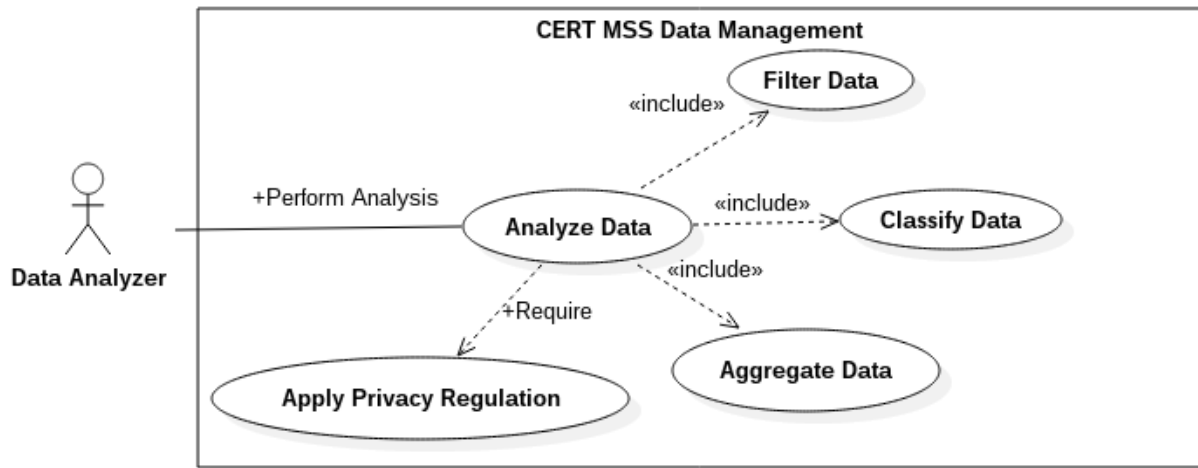 CERT MSS Data Management
Filter Data
«include»
+Perform Analysis
«include»
Classify Data
Analyze Data
Data Analyzer
«include»
+Require
Aggregate Data
Apply Privacy Regulation